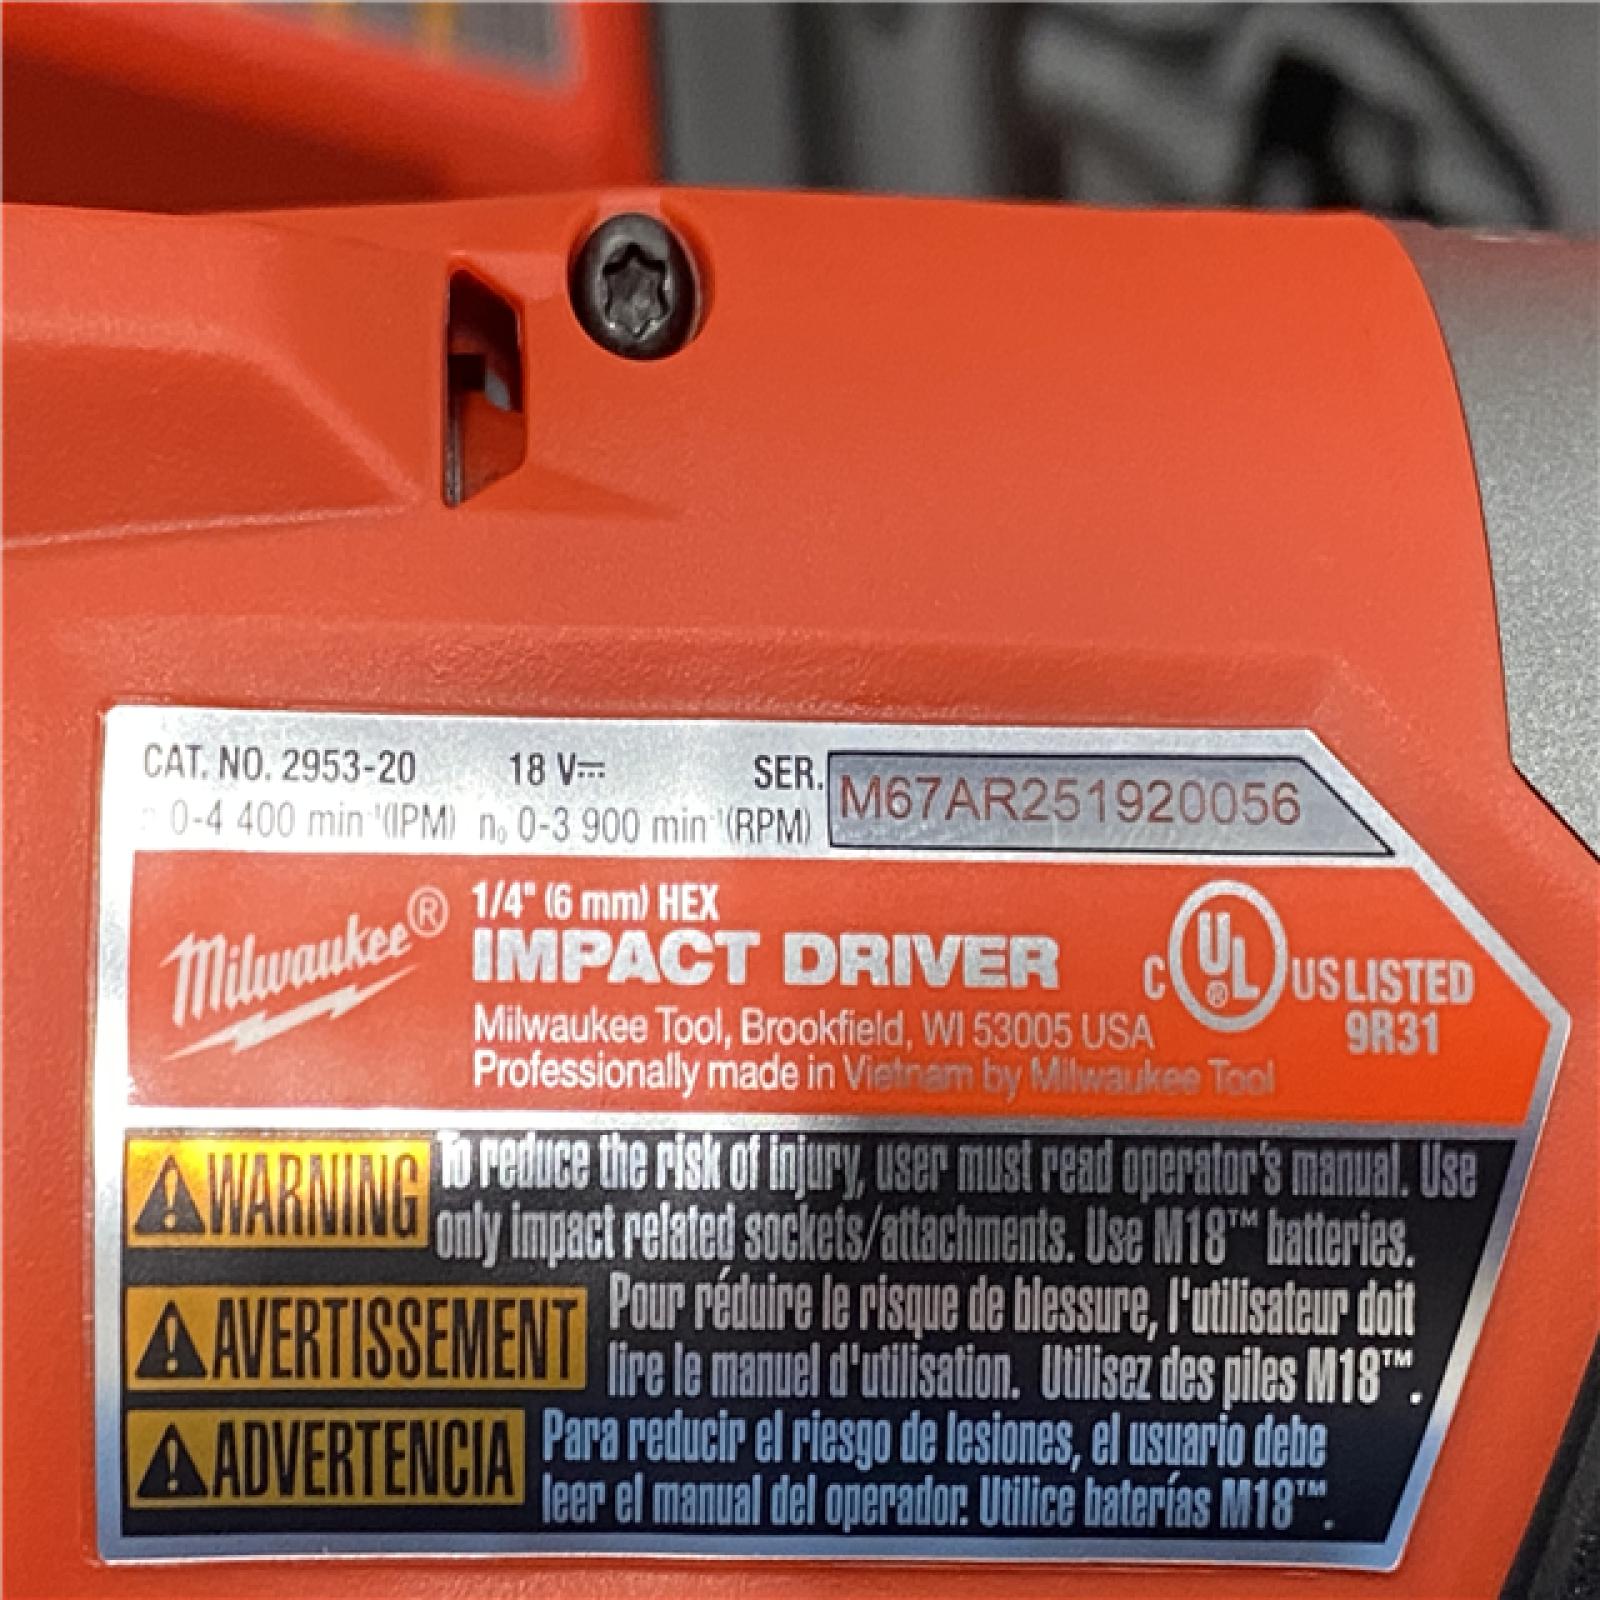 CAT. NO. 2953-20 18 V⎓ SER. M67AR251920056
0-4 400 min⁻¹(IPM) n₀ 0-3 900 min⁻¹(RPM)
Milwaukee®
1/4" (6 mm) HEX
IMPACT DRIVER
Milwaukee Tool, Brookfield, WI 53005 USA
Professionally made in Vietnam by Milwaukee Tool
C UL® US LISTED
9R31
WARNING To reduce the risk of injury, user must read operator's manual. Use
only impact related sockets/attachments. Use M18™ batteries.
AVERTISSEMENT Pour réduire le risque de blessure, l'utilisateur doit
lire le manuel d'utilisation. Utilisez des piles M18™.
ADVERTENCIA Para reducir el riesgo de lesiones, el usuario debe
leer el manual del operador. Utilice baterías M18™.